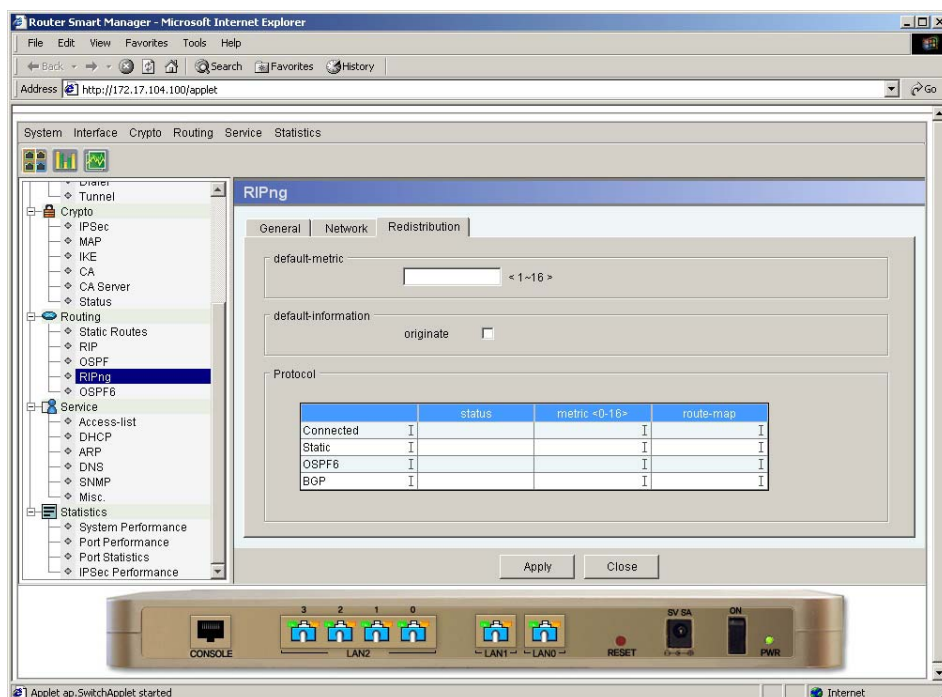 Router Smart Manager - Microsoft Internet Explorer
File Edit View Favorites Tools Help
Back Search Favorites History
Address http://172.17.104.100/applet Go
System Interface Crypto Routing Service Statistics
Dialer
Tunnel
Crypto
IPSec
MAP
IKE
CA
CA Server
Status
Routing
Static Routes
RIP
OSPF
RIPng
OSPF6
Service
Access-list
DHCP
ARP
DNS
SNMP
Misc.
Statistics
System Performance
Port Performance
Port Statistics
IPSec Performance
RIPng
General Network Redistribution
default-metric
< 1~16 >
default-information
originate
Protocol
status metric <0-16> route-map
Connected
Static
OSPF6
BGP
Apply Close
3 2 1 0 5V 5A ON
CONSOLE LAN2 LAN1 LAN0 RESET PWR
Applet ap.SwitchApplet started Internet